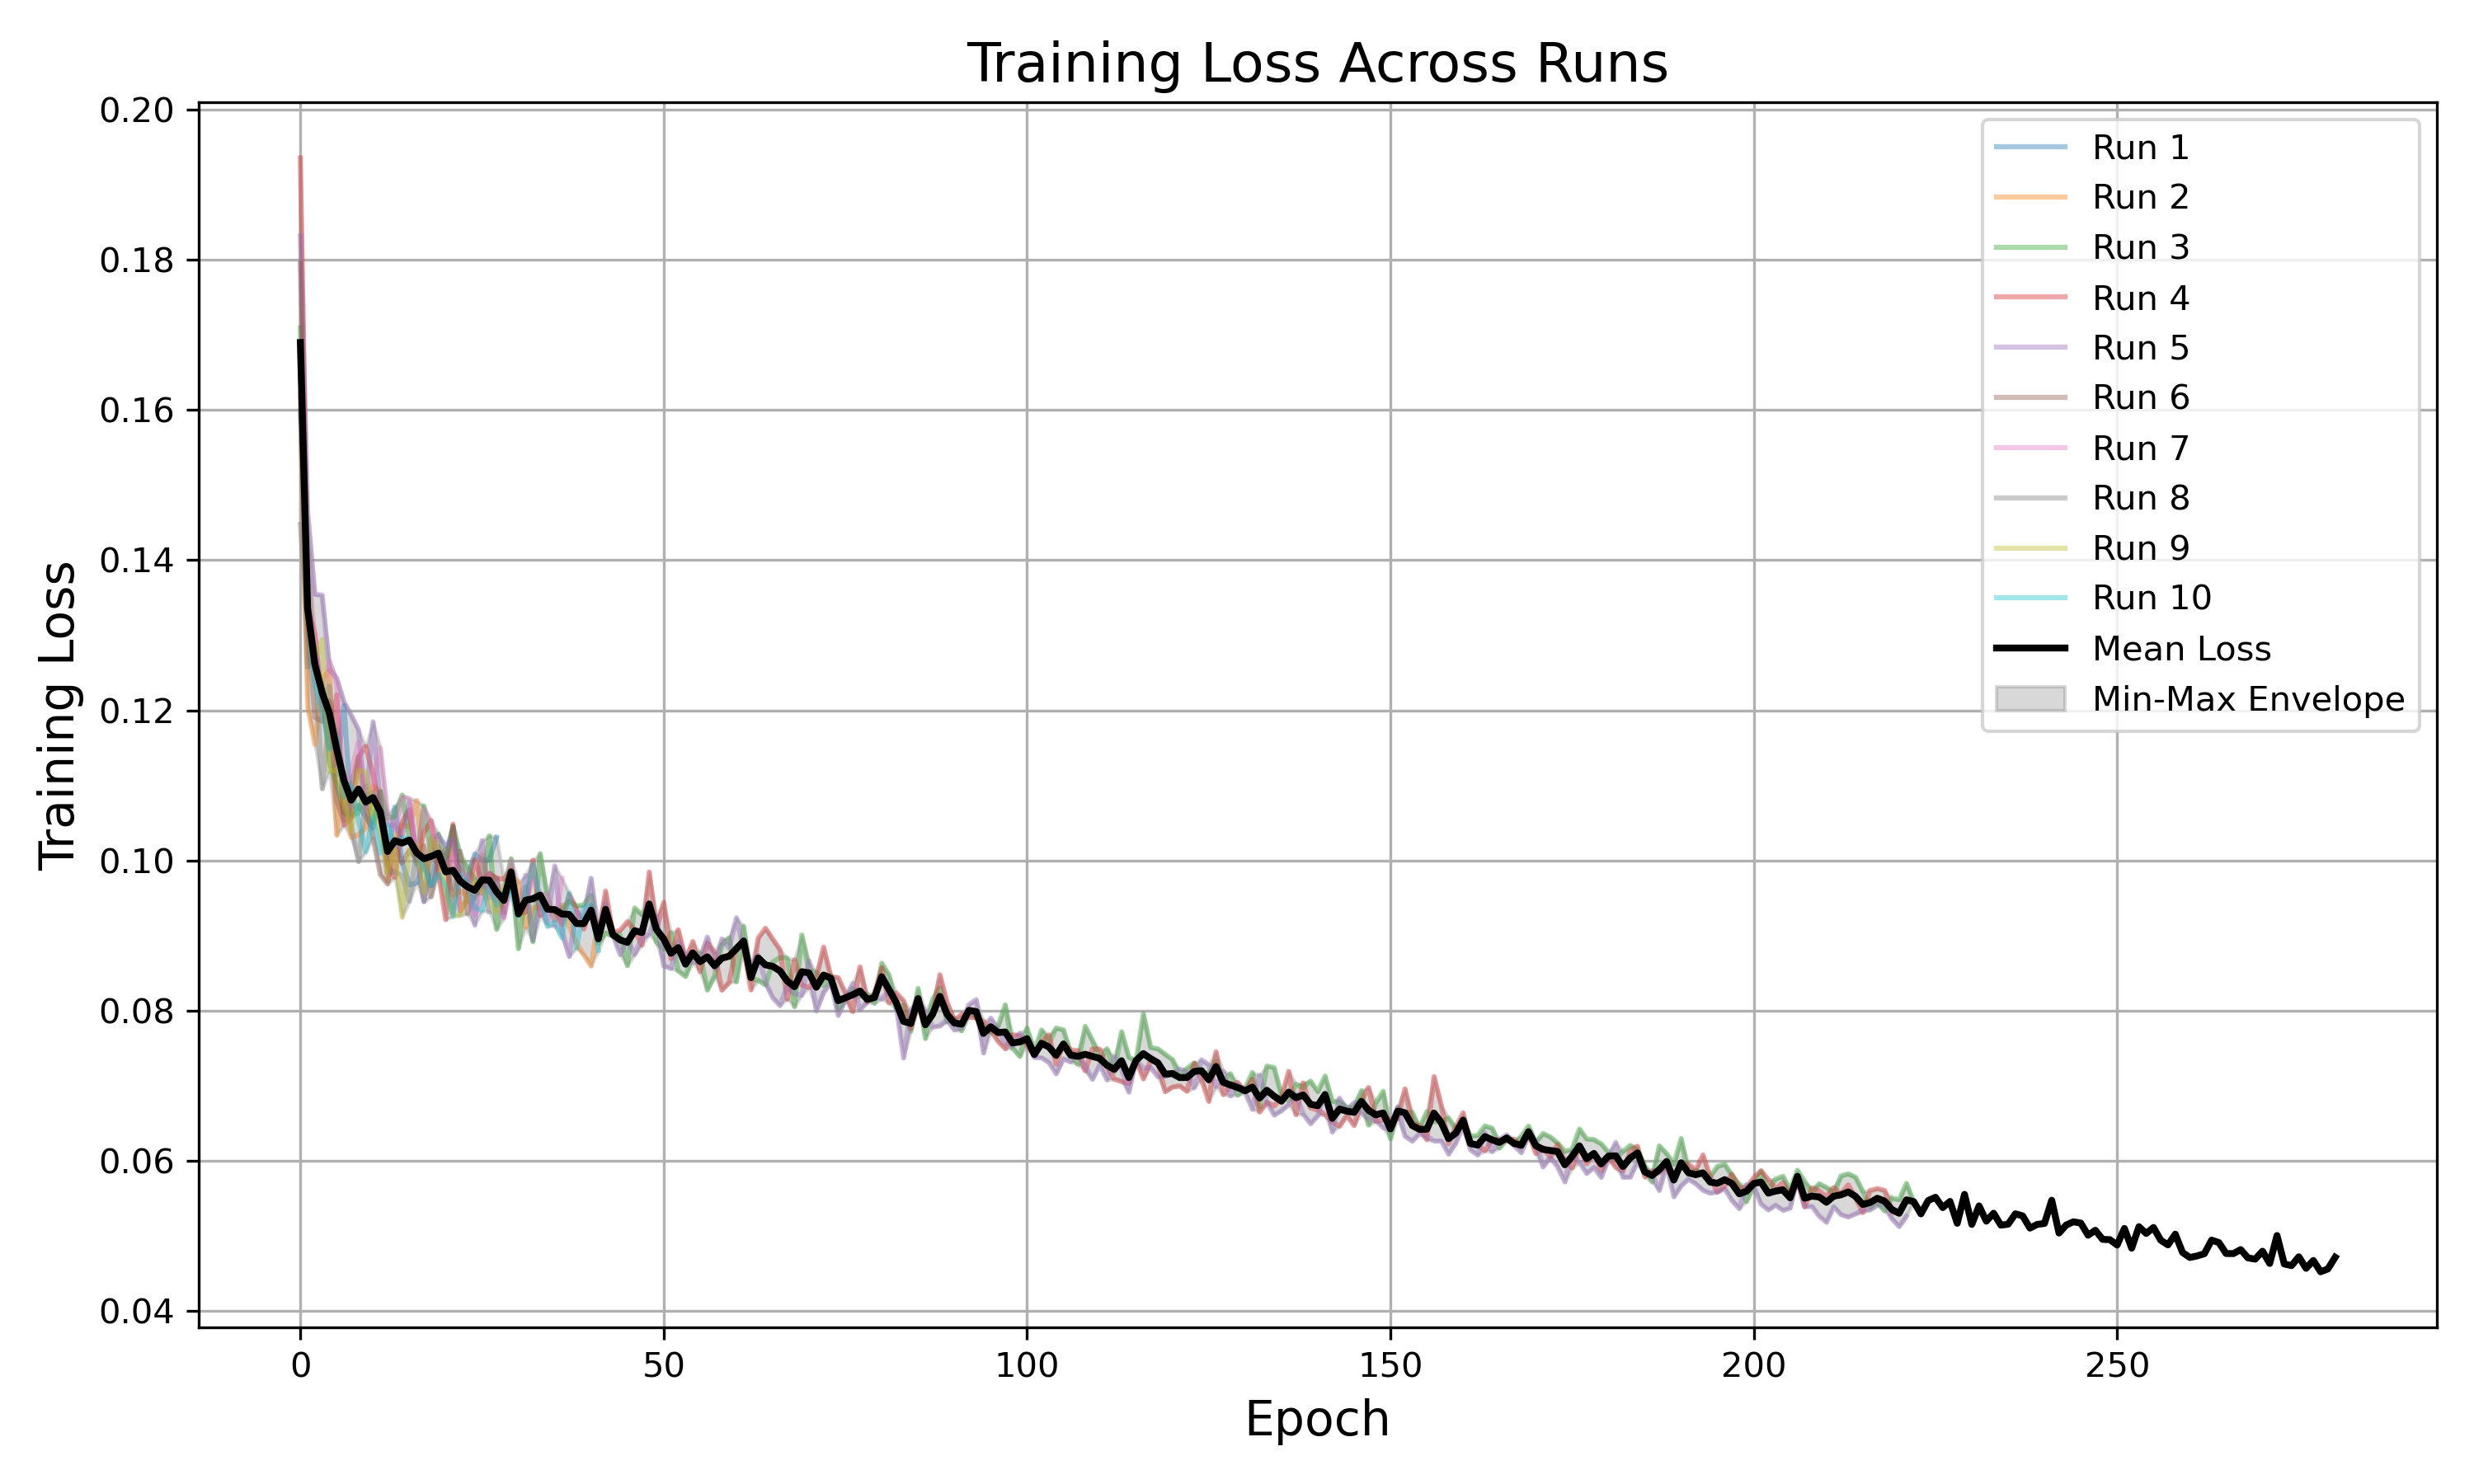 Training Loss Across Runs
Training Loss
0.20
0.18
0.16
0.14
0.12
0.10
0.08
0.06
0.04
0
50
100
150
200
250
Epoch
Run 1
Run 2
Run 3
Run 4
Run 5
Run 6
Run 7
Run 8
Run 9
Run 10
Mean Loss
Min-Max Envelope